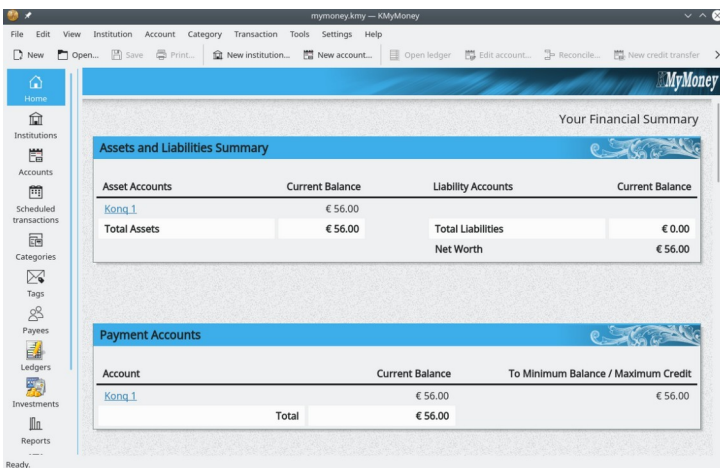 mymoney.kmy — KMyMoney
File Edit View Institution Account Category Transaction Tools Settings Help
New Open... Save Print... New institution... New account... Open ledger Edit account... Reconcile... New credit transfer
Home
Institutions
Accounts
Scheduled
transactions
Categories
Tags
Payees
Ledgers
Investments
Reports
KMyMoney
Your Financial Summary
Assets and Liabilities Summary
Asset Accounts Current Balance Liability Accounts Current Balance
Konq 1 € 56.00
Total Assets € 56.00 Total Liabilities € 0.00
Net Worth € 56.00
Payment Accounts
Account Current Balance To Minimum Balance / Maximum Credit
Konq 1 € 56.00 € 56.00
Total € 56.00
Ready.